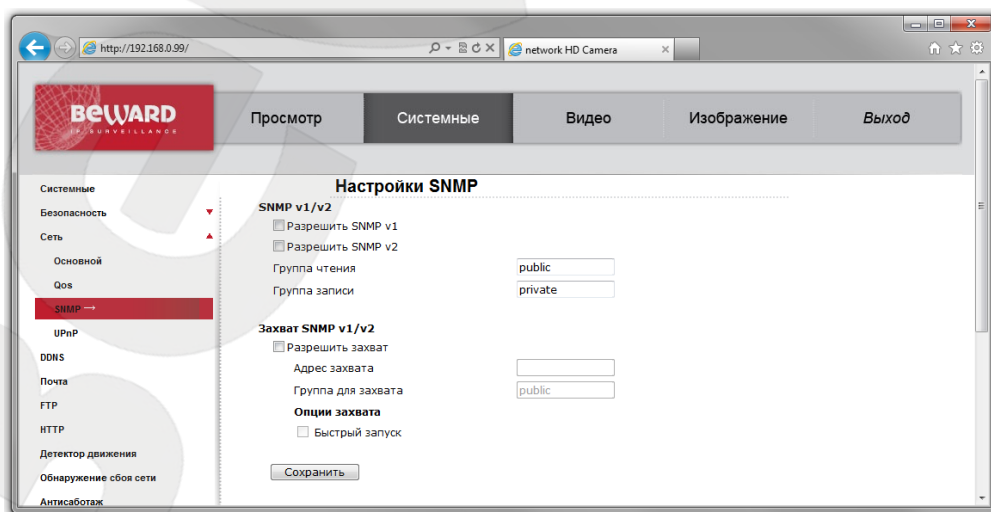 http://192.168.0.99/
network HD Camera
BEWARD
IP SURVEILLANCE
Просмотр
Системные
Видео
Изображение
Выход
Системные
Безопасность
Сеть
Основной
Qos
SNMP →
UPnP
DDNS
Почта
FTP
HTTP
Детектор движения
Обнаружение сбоя сети
Антисаботаж
Настройки SNMP
SNMP v1/v2
Разрешить SNMP v1
Разрешить SNMP v2
Группа чтения public
Группа записи private
Захват SNMP v1/v2
Разрешить захват
Адрес захвата
Группа для захвата public
Опции захвата
Быстрый запуск
Сохранить